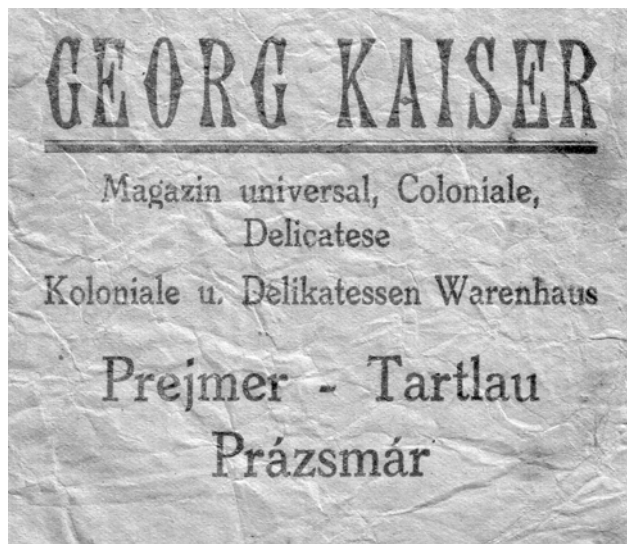 GEORG KAISER
Magazin universal, Coloniale,
Delicatese
Koloniale u. Delikatessen Warenhaus
Prejmer - Tartlau
Prázsmár